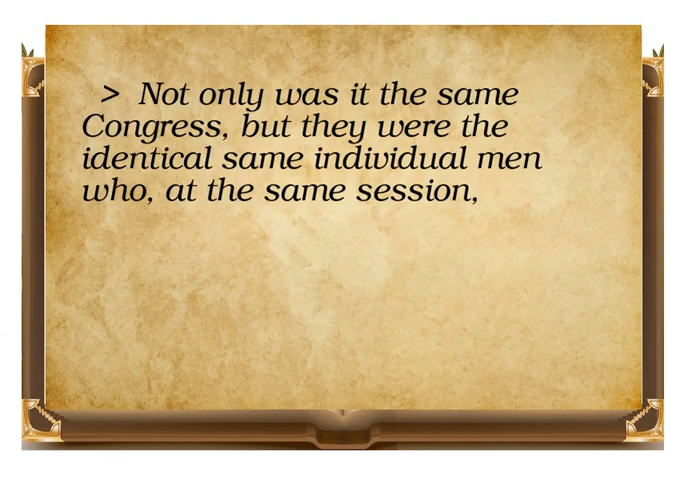 > Not only was it the same
Congress, but they were the
identical same individual men
who, at the same session,